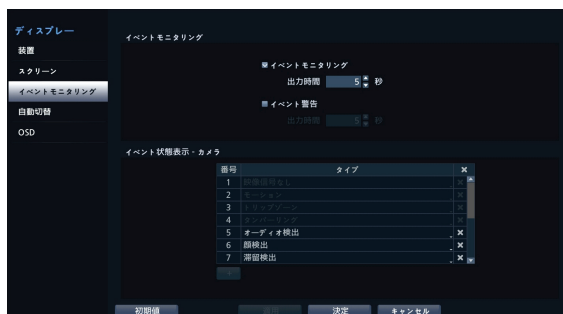 ディスプレー
装置
スクリーン
イベントモニタリング
自動切替
OSD
イベントモニタリング
イベントモニタリング
出力時間 5 秒
イベント警告
出力時間 5 秒
イベント状態表示 - カメラ
番号 タイプ ×
1 映像信号なし ×
2 モーション ×
3 トリップゾーン ×
4 タンパーリング ×
5 オーディオ検出 ×
6 顔検出 ×
7 滞留検出 ×
初期値 決定 キャンセル